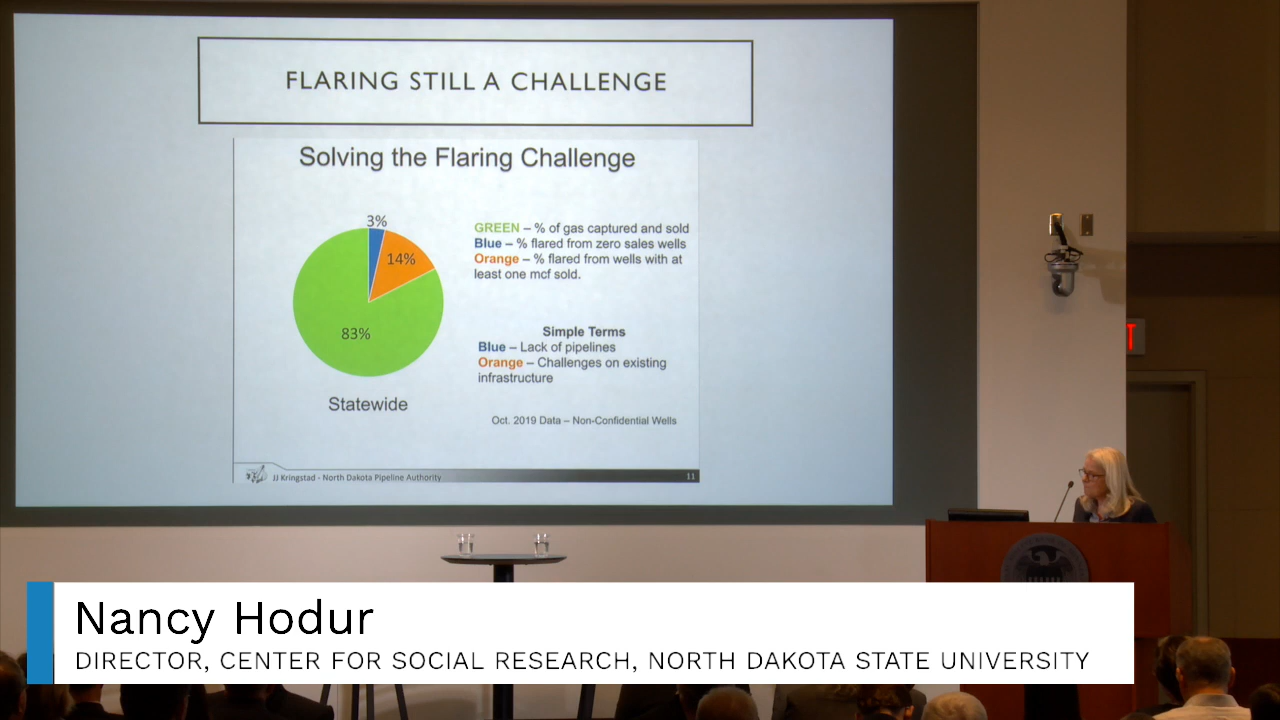 FLARING STILL A CHALLENGE
Solving the Flaring Challenge
3%
14%
83%
Statewide
GREEN – % of gas captured and sold
Blue – % flared from zero sales wells
Orange – % flared from wells with at
least one mcf sold.
Simple Terms
Blue – Lack of pipelines
Orange – Challenges on existing
infrastructure
Oct. 2019 Data – Non-Confidential Wells
JJ Kringstad - North Dakota Pipeline Authority
11
Nancy Hodur
DIRECTOR, CENTER FOR SOCIAL RESEARCH, NORTH DAKOTA STATE UNIVERSITY